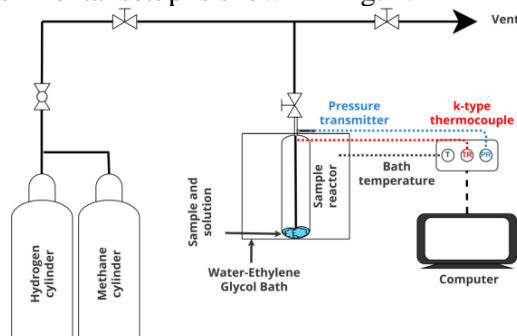 Vent
Pressure
transmitter
k-type
thermocouple
T
TR
PR
Bath
temperature
Sample and
solution
Sample
reactor
Water-Ethylene
Glycol Bath
Computer
Hydrogen
cylinder
Methane
cylinder